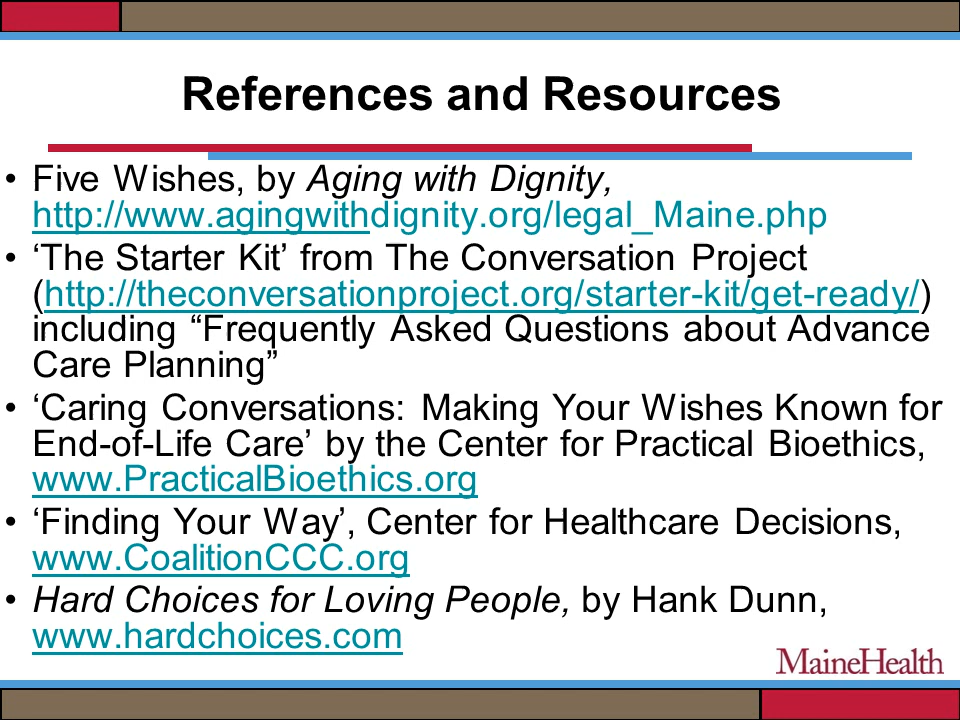 References and Resources
• Five Wishes, by Aging with Dignity,
http://www.agingwithdignity.org/legal_Maine.php
• ‘The Starter Kit’ from The Conversation Project
(http://theconversationproject.org/starter-kit/get-ready/)
including “Frequently Asked Questions about Advance
Care Planning”
• ‘Caring Conversations: Making Your Wishes Known for
End-of-Life Care’ by the Center for Practical Bioethics,
www.PracticalBioethics.org
• ‘Finding Your Way’, Center for Healthcare Decisions,
www.CoalitionCCC.org
• Hard Choices for Loving People, by Hank Dunn,
www.hardchoices.com
MaineHealth